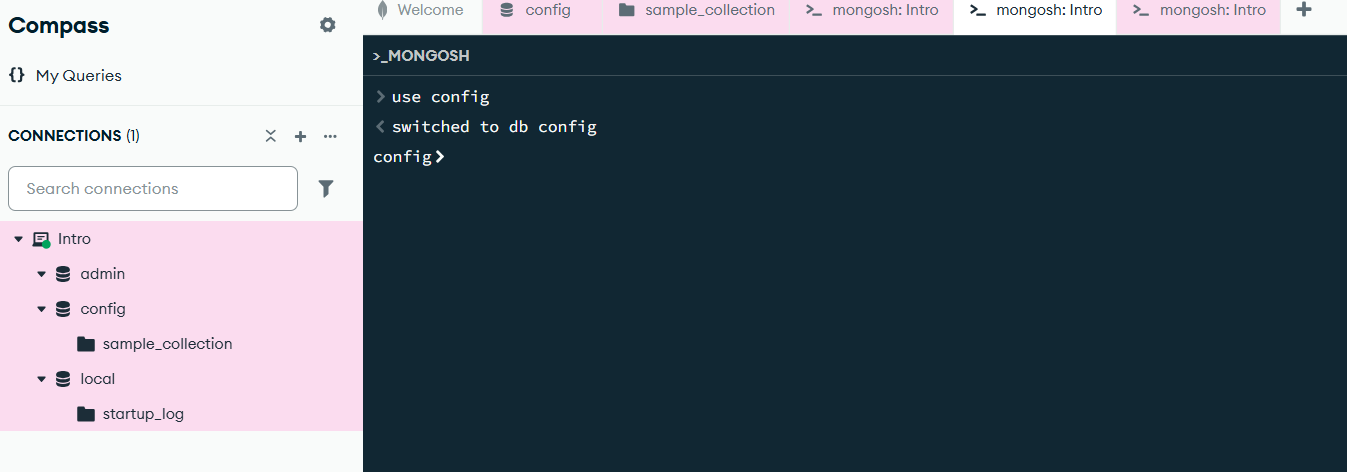 Compass
My Queries
CONNECTIONS (1)
Search connections
Intro
admin
config
sample_collection
local
startup_log
Welcome
config
sample_collection
mongosh: Intro
mongosh: Intro
mongosh: Intro
>_MONGOSH
use config
switched to db config
config>